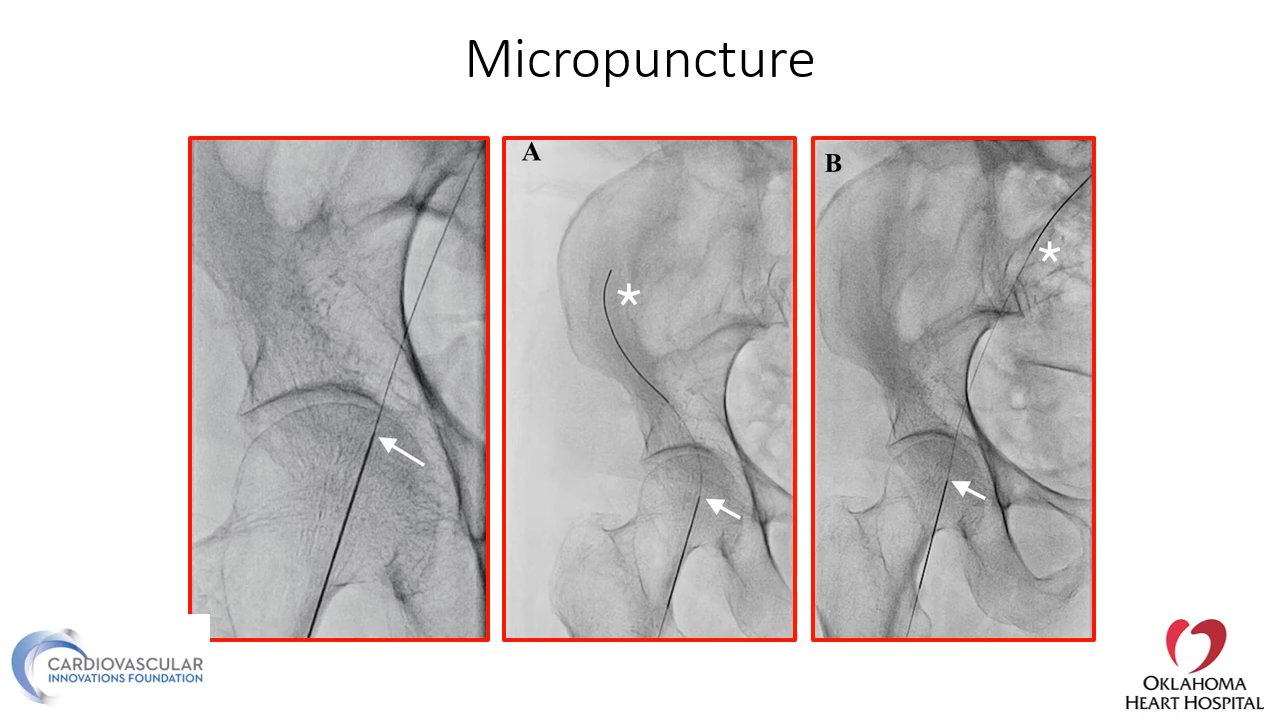 Micropuncture
A
B
*
*
CARDIOVASCULAR
INNOVATIONS FOUNDATION
OKLAHOMA
HEART HOSPITAL